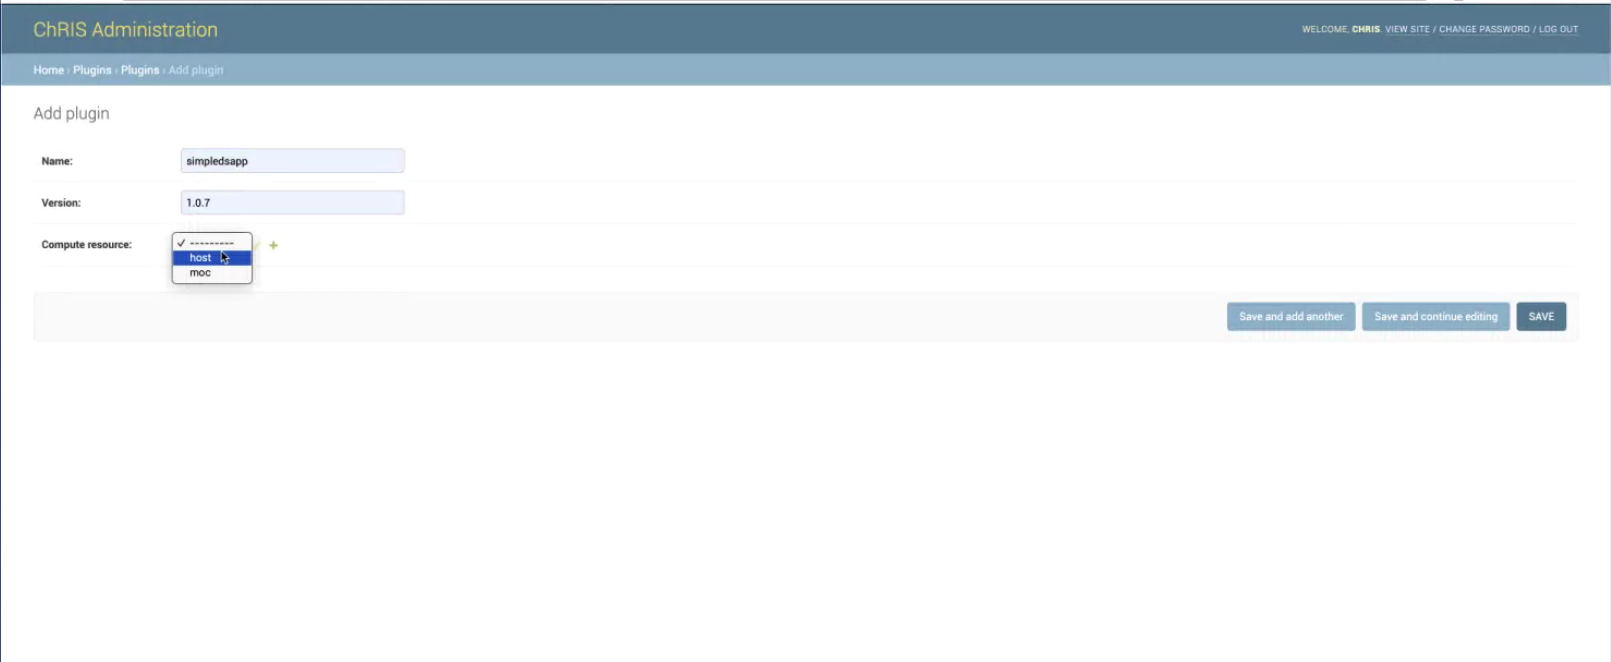 ChRIS Administration
WELCOME, CHRIS. VIEW SITE / CHANGE PASSWORD / LOG OUT
Home › Plugins › Plugins › Add plugin
Add plugin
Name: simpledsapp
Version: 1.0.7
Compute resource: ✓ --------- +
host
moc
Save and add another Save and continue editing SAVE